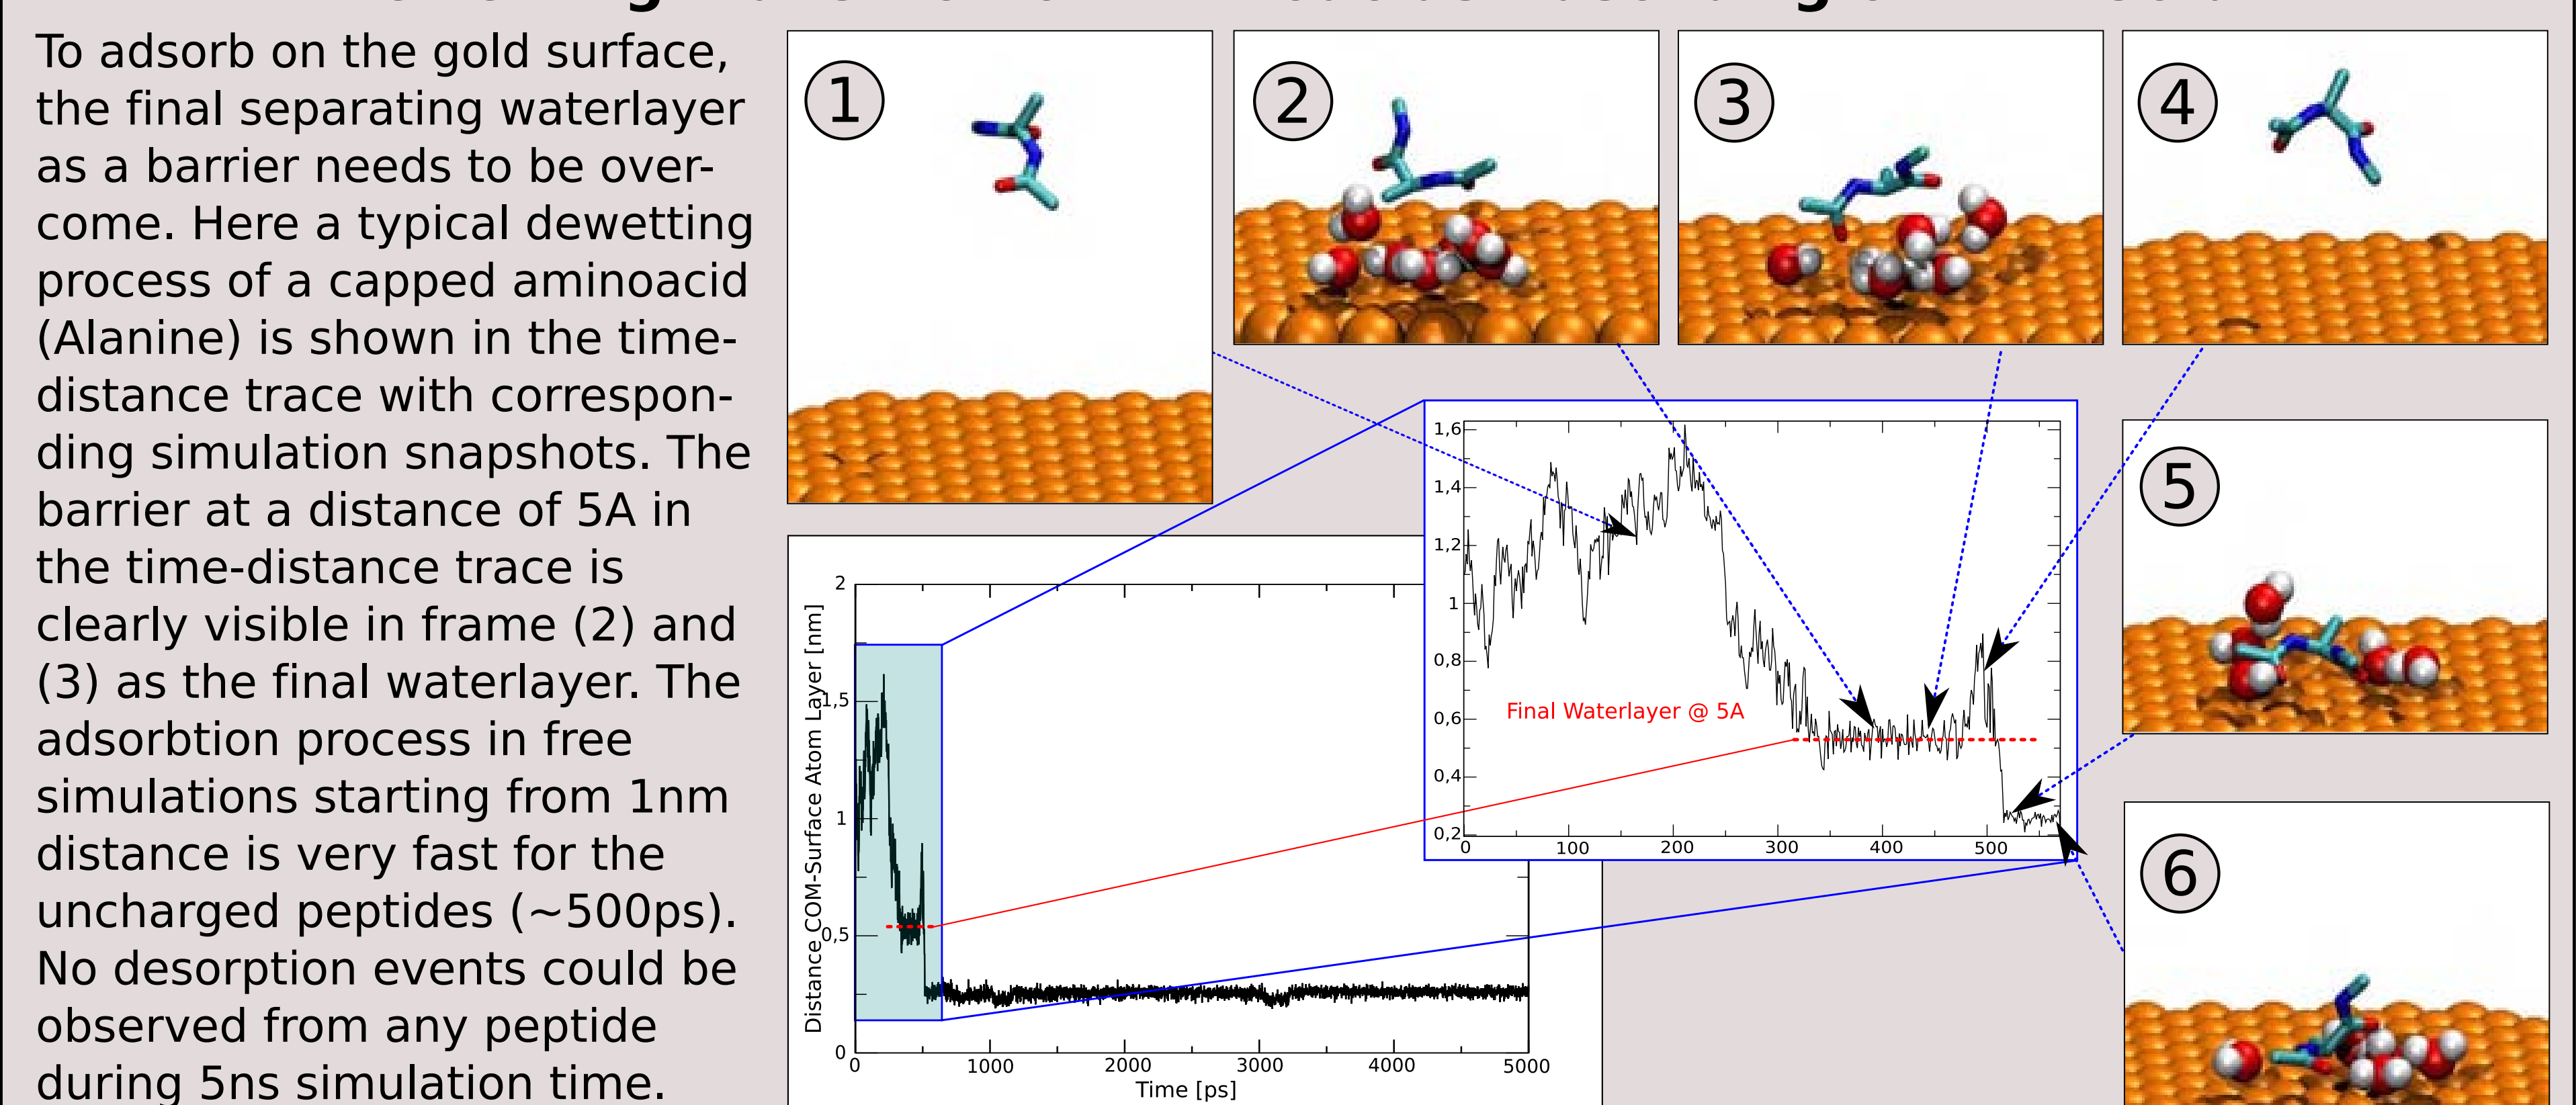 To adsorb on the gold surface,
the final separating waterlayer
as a barrier needs to be over-
come. Here a typical dewetting
process of a capped aminoacid
(Alanine) is shown in the time-
distance trace with correspon-
ding simulation snapshots. The
barrier at a distance of 5A in
the time-distance trace is
clearly visible in frame (2) and
(3) as the final waterlayer. The
adsorbtion process in free
simulations starting from 1nm
distance is very fast for the
uncharged peptides (~500ps).
No desorption events could be
observed from any peptide
during 5ns simulation time.
1
2
3
4
5
6
1,6
1,4
1,2
1
0,8
0,6
0,4
0,2
0 100 200 300 400 500
Final Waterlayer @ 5A
Distance COM-Surface Atom Layer [nm]
2
1,5
1
0,5
0
0 1000 2000 3000 4000 5000
Time [ps]